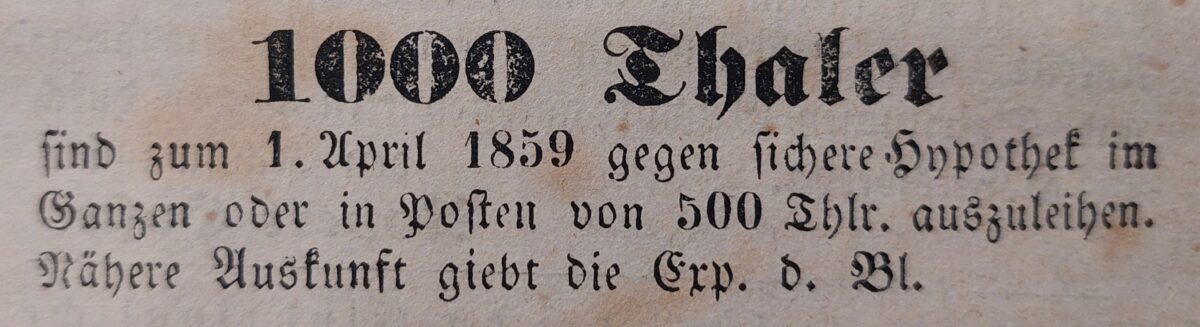 1000 Thaler
sind zum 1. April 1859 gegen sichere Hypothek im
Ganzen oder in Posten von 500 Thlr. auszuleihen.
Nähere Auskunft giebt die Exp. d. Bl.